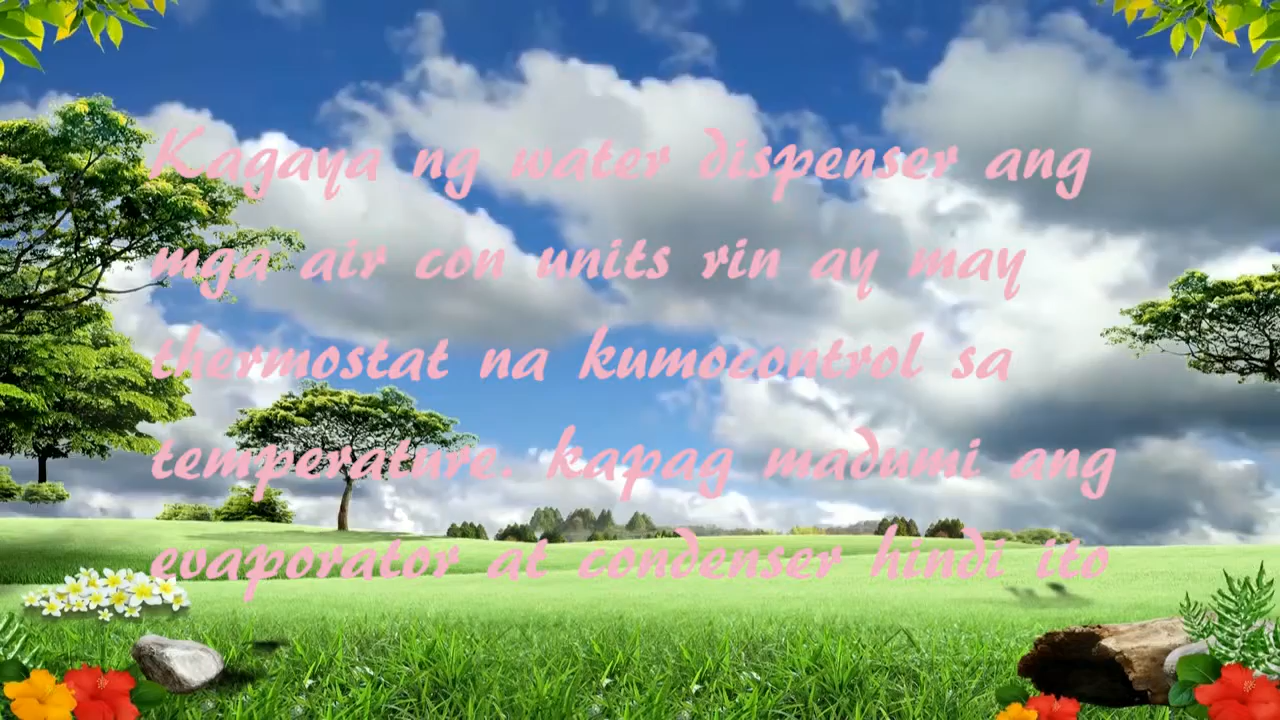 Kagaya ng water dispenser ang
mga air con units rin ay may
thermostat na kumocontrol sa
temperature. kapag madumi ang
evaporator at condenser hindi ito